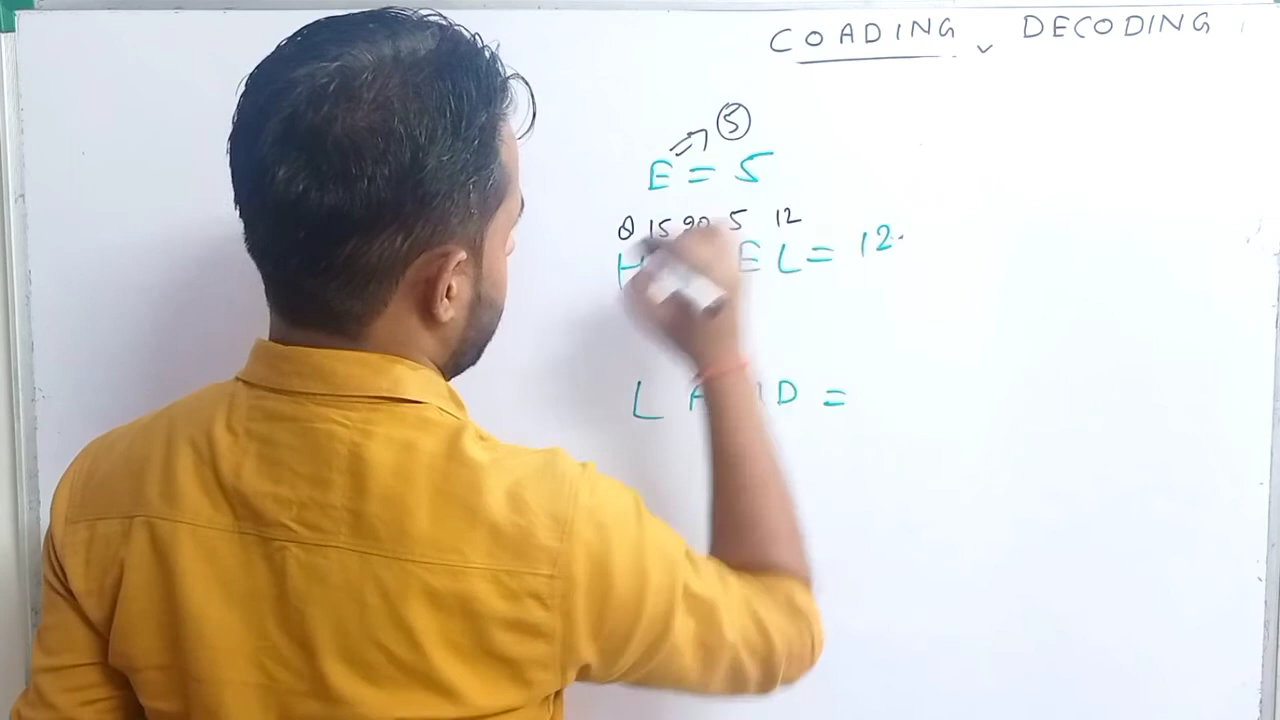 COADING, DECODING
5
E = 5
8 15 20 5 12
H EL = 12.
L D =